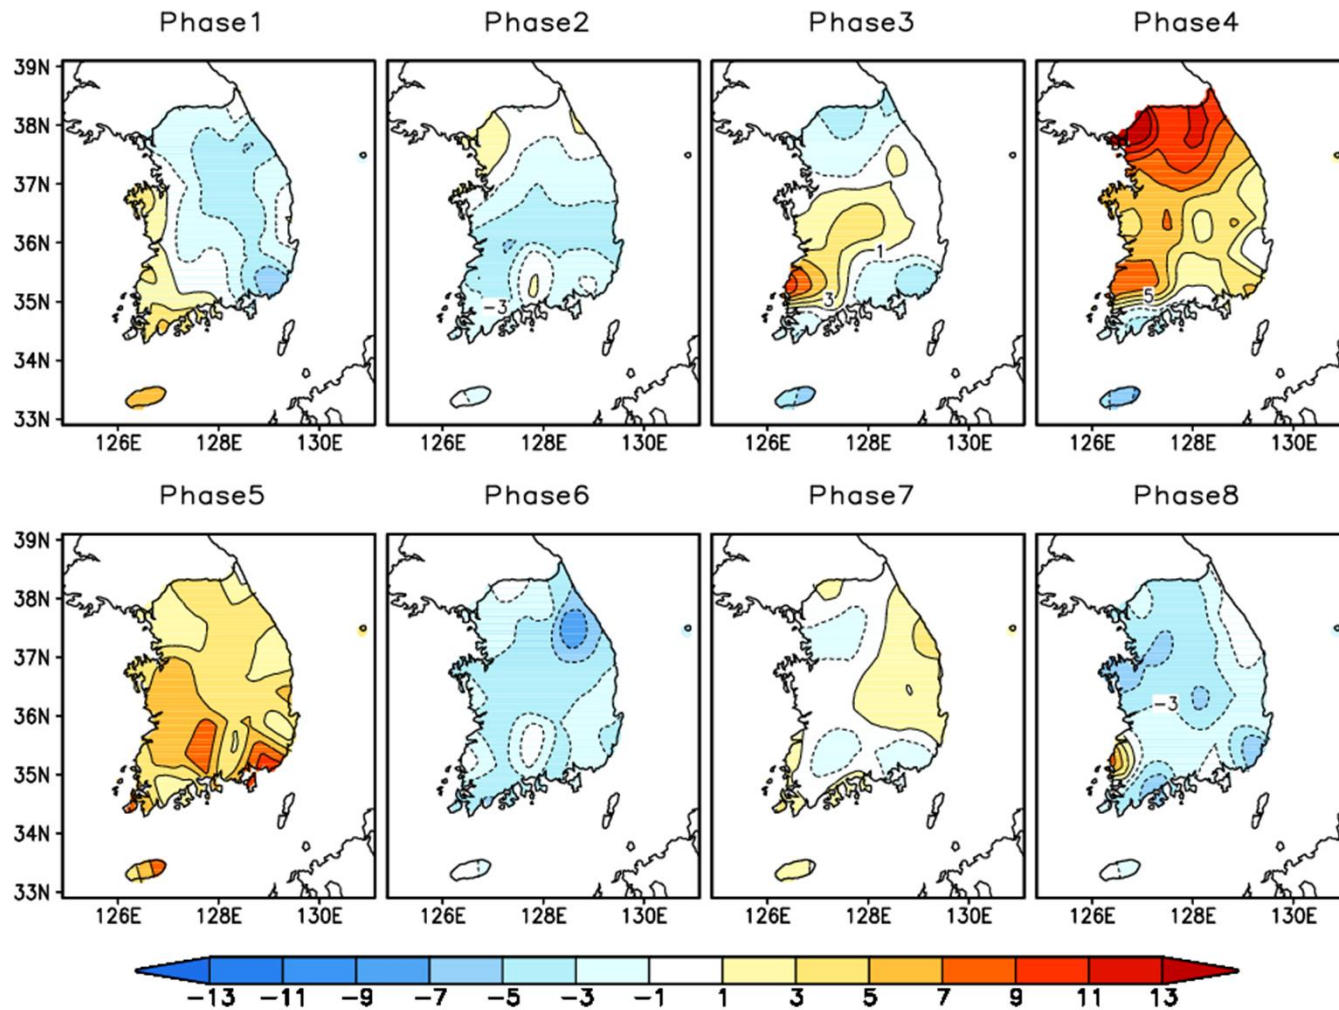 Phase1 Phase2 Phase3 Phase4
39N
38N
37N
36N
35N
34N
33N
-3
1
3
5
126E 128E 130E 126E 128E 130E 126E 128E 130E 126E 128E 130E
Phase5 Phase6 Phase7 Phase8
39N
38N
37N
36N
35N
34N
33N
-3
126E 128E 130E 126E 128E 130E 126E 128E 130E 126E 128E 130E
-13 -11 -9 -7 -5 -3 -1 1 3 5 7 9 11 13